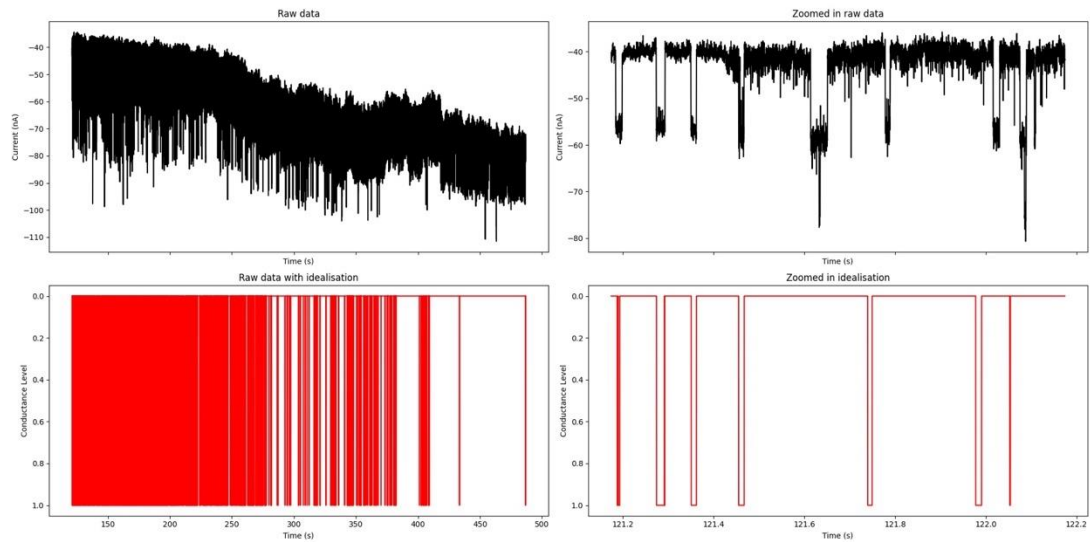 Raw data
Current (nA)
−40
−50
−60
−70
−80
−90
−100
−110
Time (s)
Zoomed in raw data
Current (nA)
−40
−50
−60
−70
−80
Time (s)
Raw data with idealisation
Conductance Level
0.0
0.2
0.4
0.6
0.8
1.0
150 200 250 300 350 400 450 500
Time (s)
Zoomed in idealisation
Conductance Level
0.0
0.2
0.4
0.6
0.8
1.0
121.2 121.4 121.6 121.8 122.0 122.2
Time (s)